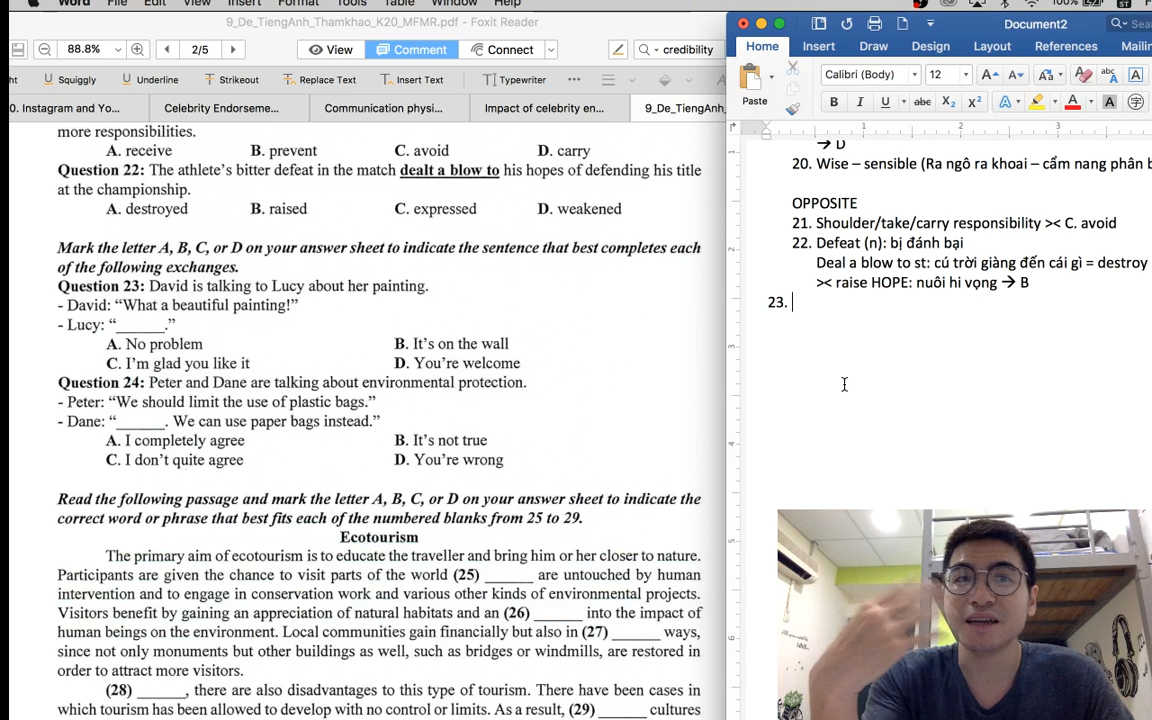 Word File Edit View Insert Format Tools Table Window Help 100%
9_De_TiengAnh_Thamkhao_K20_MFMR.pdf - Foxit Reader
88.8% 2/5 View Comment Connect credibility
ht Squiggly Underline Strikeout Replace Text Insert Text Typewriter
0. Instagram and Yo... Celebrity Endorseme... Communication physi... Impact of celebrity en... 9_De_TiengAnh_
more responsibilities.
A. receive B. prevent C. avoid D. carry
Question 22: The athlete's bitter defeat in the match dealt a blow to his hopes of defending his title
at the championship.
A. destroyed B. raised C. expressed D. weakened
Mark the letter A, B, C, or D on your answer sheet to indicate the sentence that best completes each
of the following exchanges.
Question 23: David is talking to Lucy about her painting.
- David: “What a beautiful painting!”
- Lucy: “______.”
A. No problem B. It's on the wall
C. I'm glad you like it D. You're welcome
Question 24: Peter and Dane are talking about environmental protection.
- Peter: “We should limit the use of plastic bags.”
- Dane: “______. We can use paper bags instead.”
A. I completely agree B. It's not true
C. I don't quite agree D. You're wrong
Read the following passage and mark the letter A, B, C, or D on your answer sheet to indicate the
correct word or phrase that best fits each of the numbered blanks from 25 to 29.
Ecotourism
The primary aim of ecotourism is to educate the traveller and bring him or her closer to nature.
Participants are given the chance to visit parts of the world (25) ______ are untouched by human
intervention and to engage in conservation work and various other kinds of environmental projects.
Visitors benefit by gaining an appreciation of natural habitats and an (26) ______ into the impact of
human beings on the environment. Local communities gain financially but also in (27) ______ ways,
since not only monuments but other buildings as well, such as bridges or windmills, are restored in
order to attract more visitors.
(28) ______, there are also disadvantages to this type of tourism. There have been cases in
which tourism has been allowed to develop with no control or limits. As a result, (29) ______ cultures
Document2 Sea
Home Insert Draw Design Layout References Mailin
Paste Calibri (Body) 12
B I U abc X₂ X² A A
1 2 3
→ D
20. Wise – sensible (Ra ngô ra khoai – cẩm nang phân b
OPPOSITE
21. Shoulder/take/carry responsibility >< C. avoid
22. Defeat (n): bị đánh bại
Deal a blow to st: cú trời giàng đến cái gì = destroy
>< raise HOPE: nuôi hi vọng → B
23.